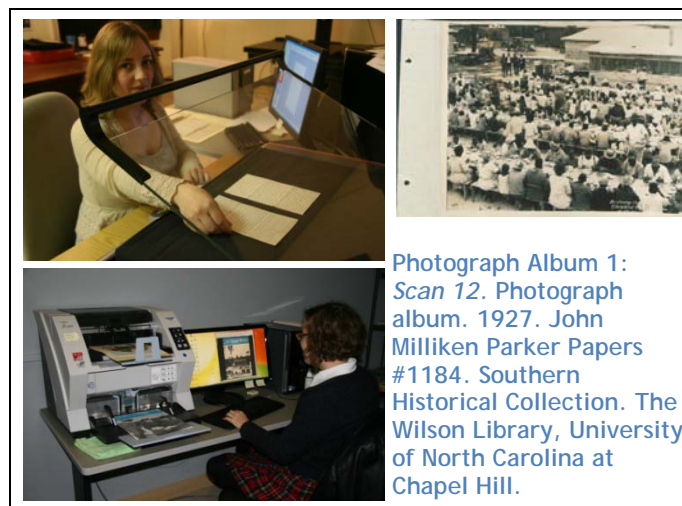 Photograph Album 1:
Scan 12. Photograph
album. 1927. John
Milliken Parker Papers
#1184. Southern
Historical Collection. The
Wilson Library, University
of North Carolina at
Chapel Hill.